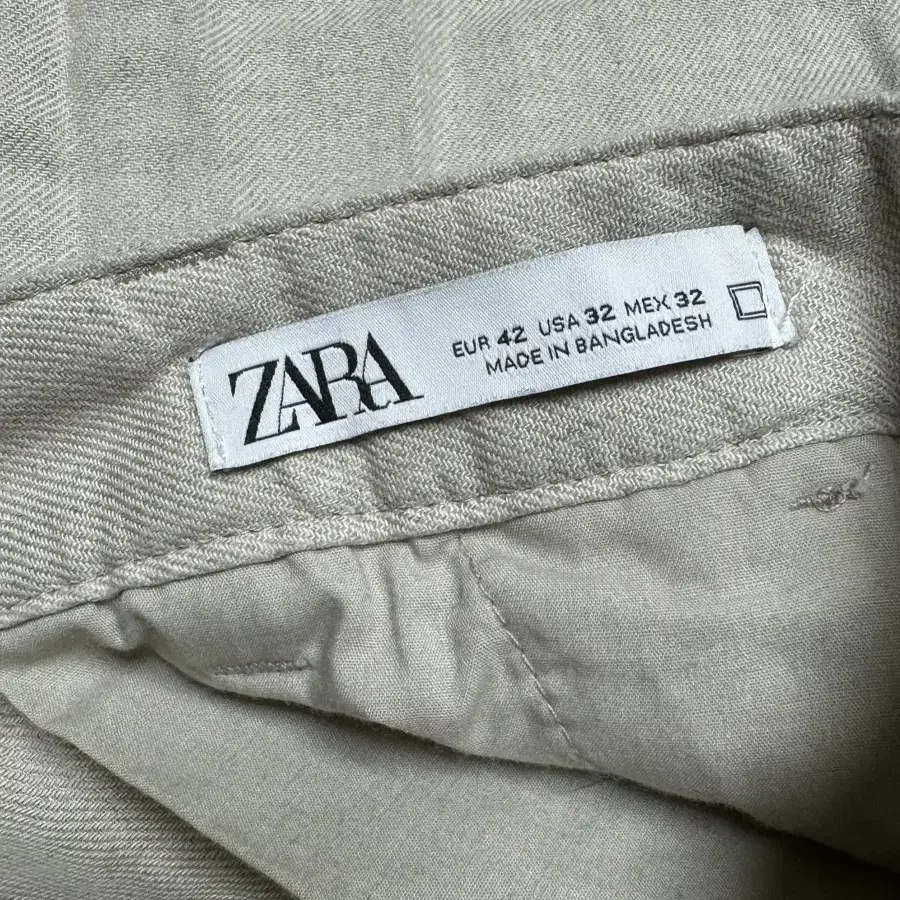 ZARA
EUR 42 USA 32 MEX 32
MADE IN BANGLADESH